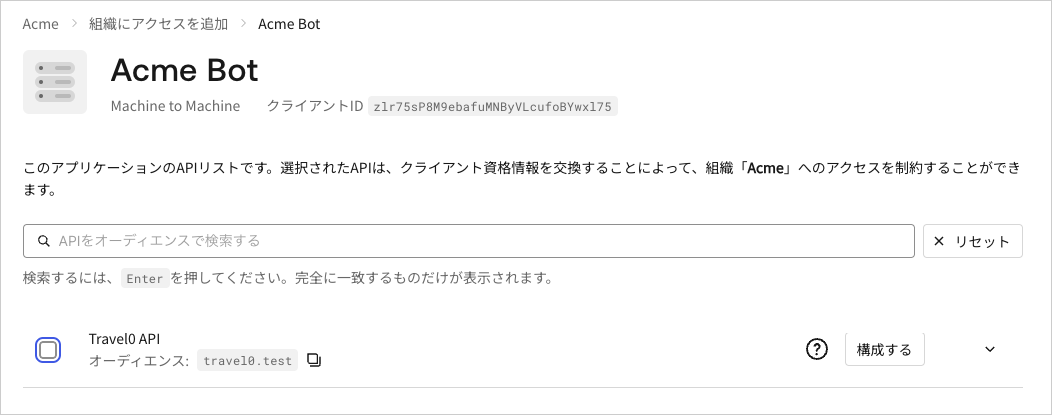 Acme > 組織にアクセスを追加 > Acme Bot
Acme Bot
Machine to Machine クライアントID zlr75sP8M9ebafuMNByVLcufoBYwxl75
このアプリケーションのAPIリストです。選択されたAPIは、クライアント資格情報を交換することによって、組織「Acme」へのアクセスを制約することができ
ます。
APIをオーディエンスで検索する
× リセット
検索するには、 Enter を押してください。完全に一致するものだけが表示されます。
Travel0 API
オーディエンス: travel0.test
構成する